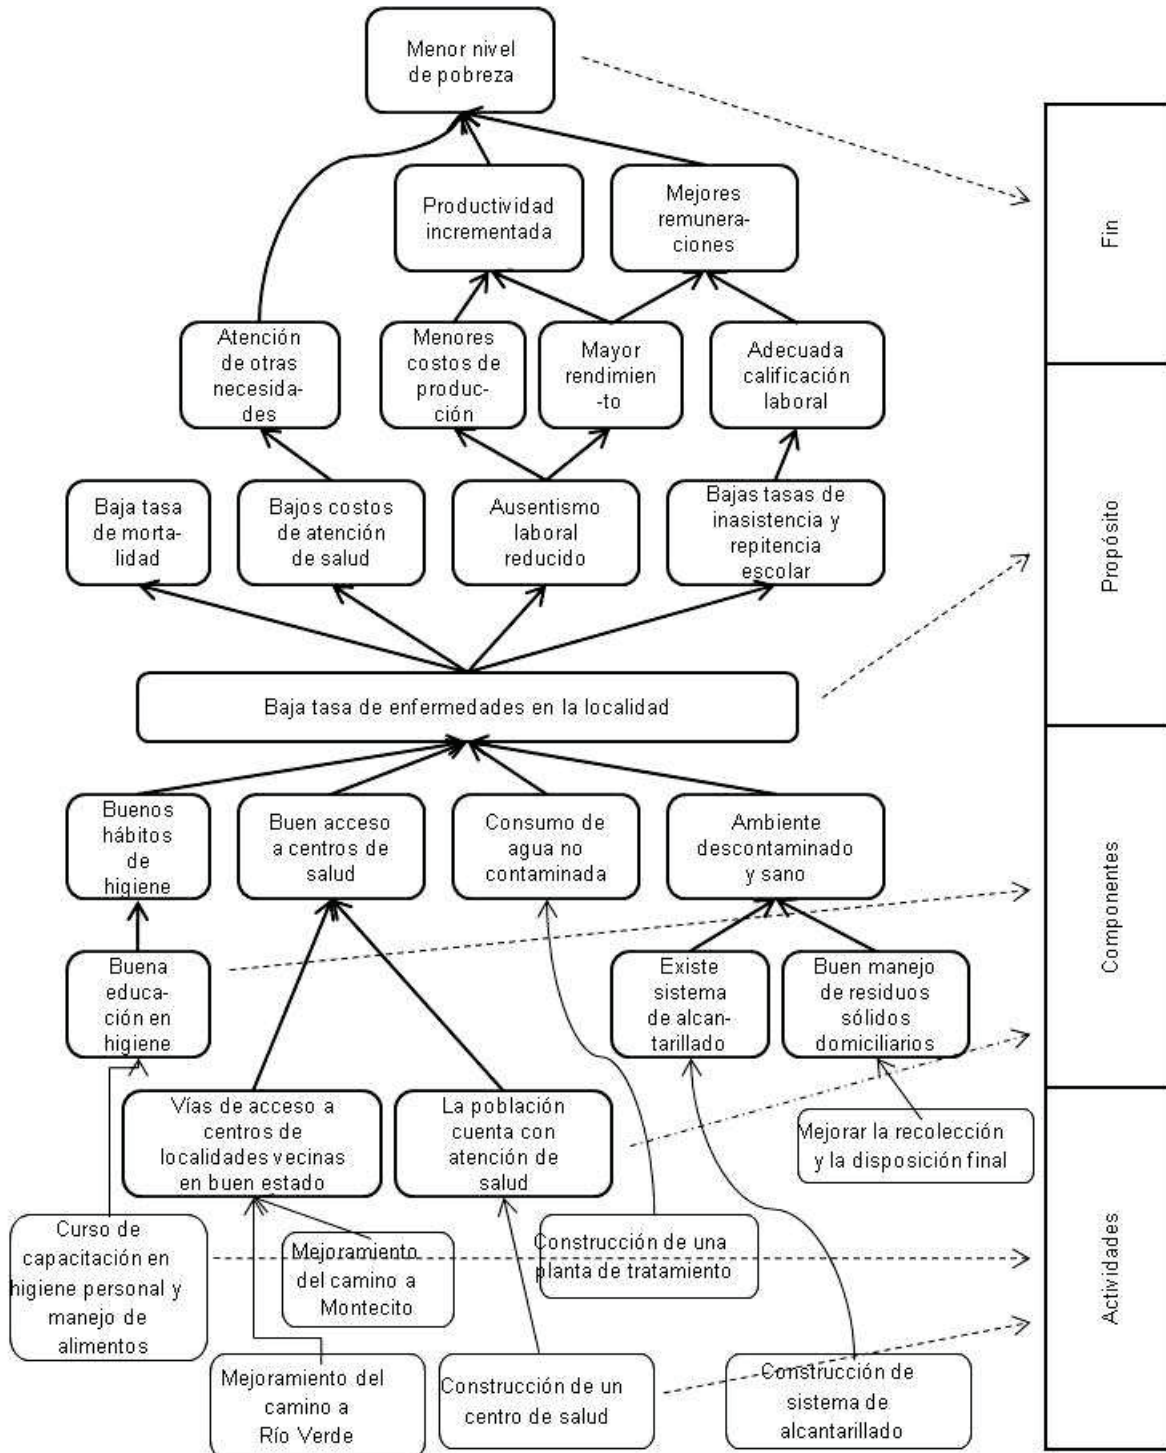 Menor nivel
de pobreza
Productividad
incrementada
Mejores
remunera-
ciones
Fin
Atención
de otras
necesida-
des
Menores
costos de
produc-
ción
Mayor
rendimien
-to
Adecuada
calificación
laboral
Baja tasa
de morta-
lidad
Bajos costos
de atención
de salud
Ausentismo
laboral
reducido
Bajas tasas de
inasistencia y
repitencia
escolar
Propósito
Baja tasa de enfermedades en la localidad
Buenos
hábitos
de
higiene
Buen acceso
a centros de
salud
Consumo de
agua no
contaminada
Ambiente
descontaminado
y sano
Componentes
Buena
educa-
ción en
higiene
Existe
sistema
de alcan-
tarillado
Buen manejo
de residuos
sólidos
domiciliarios
Vías de acceso a
centros de
localidades vecinas
en buen estado
La población
cuenta con
atención de
salud
Mejorar la recolección
y la disposición final
Curso de
capacitación en
higiene personal y
manejo de
alimentos
Mejoramiento
del camino a
Montecito
Construcción de una
planta de tratamiento
Actividades
Mejoramiento del
camino a
Río Verde
Construcción de un
centro de salud
Construcción de
sistema de
alcantarillado